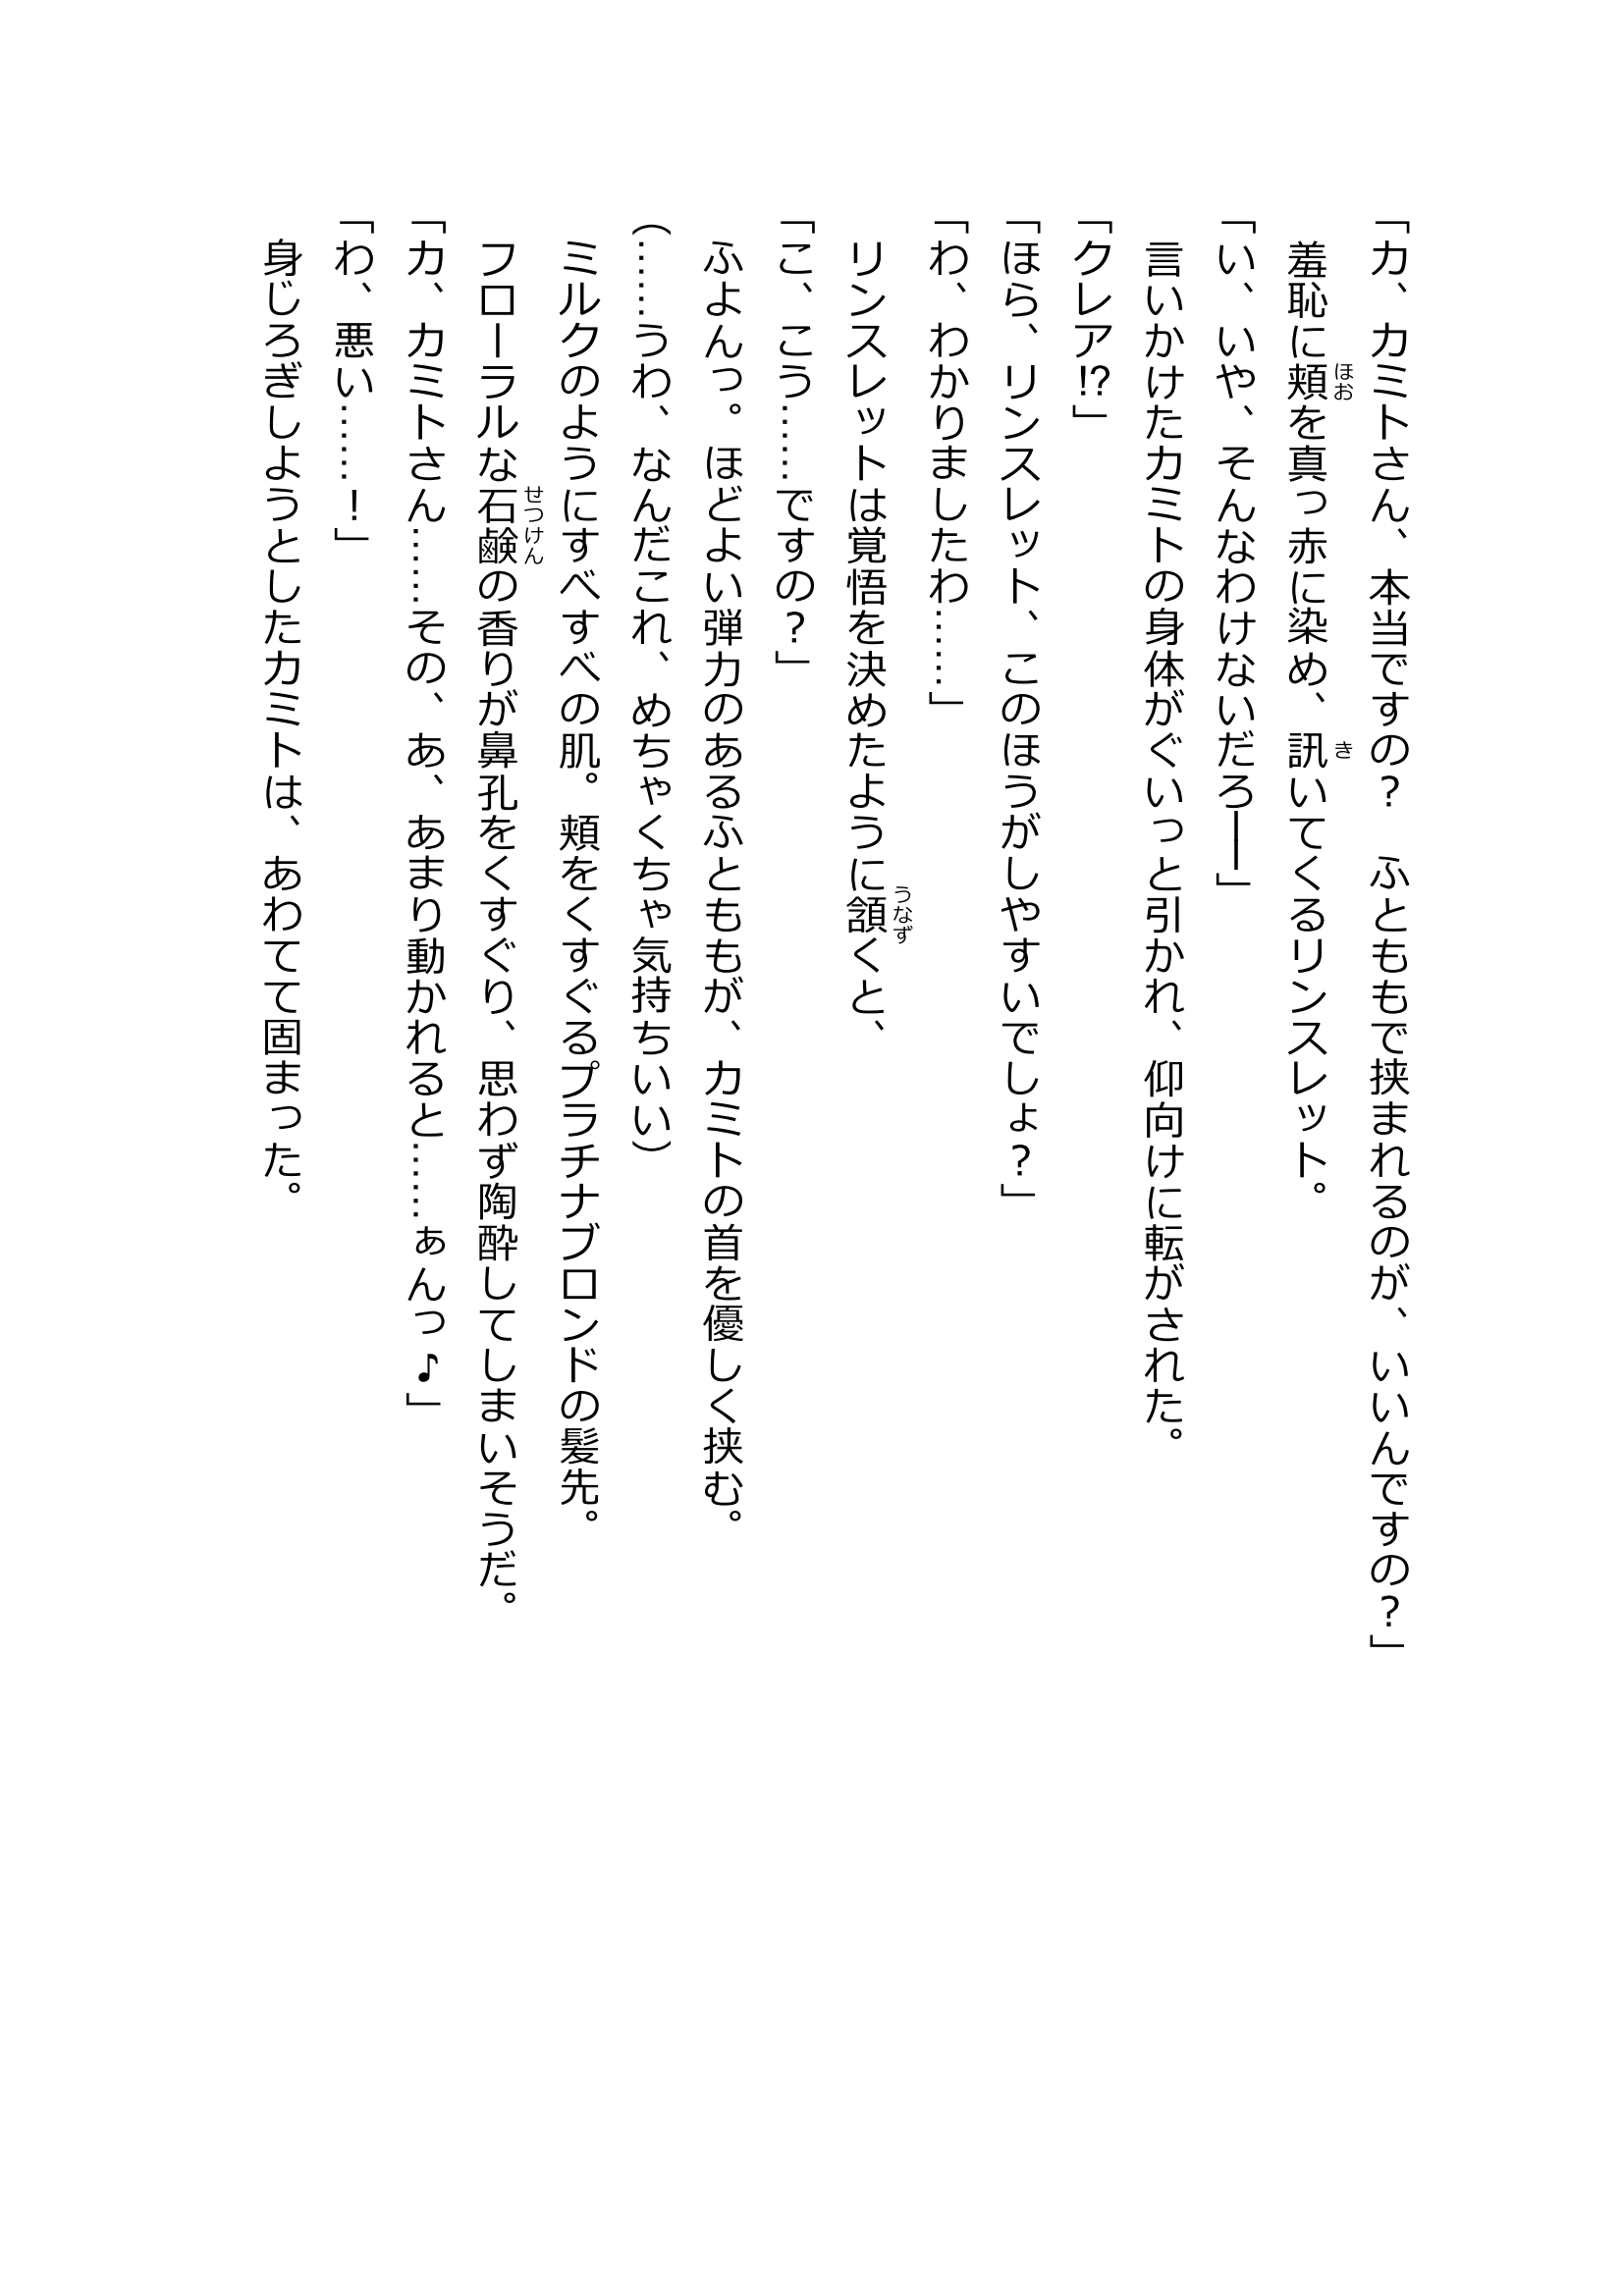 「カ、カミトさん、本当ですの？　ふとももで挟まれるのが、いいんですの？」
羞恥に頬を真っ赤に染め、訊いてくるリンスレット。
「い、いや、そんなわけないだろ――」
言いかけたカミトの身体がぐいっと引かれ、仰向けに転がされた。
「クレア!?」
「ほら、リンスレット、このほうがしやすいでしょ？」
「わ、わかりましたわ……」
リンスレットは覚悟を決めたように頷くと、
「こ、こう……ですの？」
ふよんっ。ほどよい弾力のあるふとももが、カミトの首を優しく挟む。
（……うわ、なんだこれ、めちゃくちゃ気持ちいい）
ミルクのようにすべすべの肌。頬をくすぐるプラチナブロンドの髪先。
フローラルな石鹸の香りが鼻孔をくすぐり、思わず陶酔してしまいそうだ。
「カ、カミトさん……その、あ、あまり動かれると……ぁんっ♪」
「わ、悪い……！」
身じろぎしようとしたカミトは、あわてて固まった。